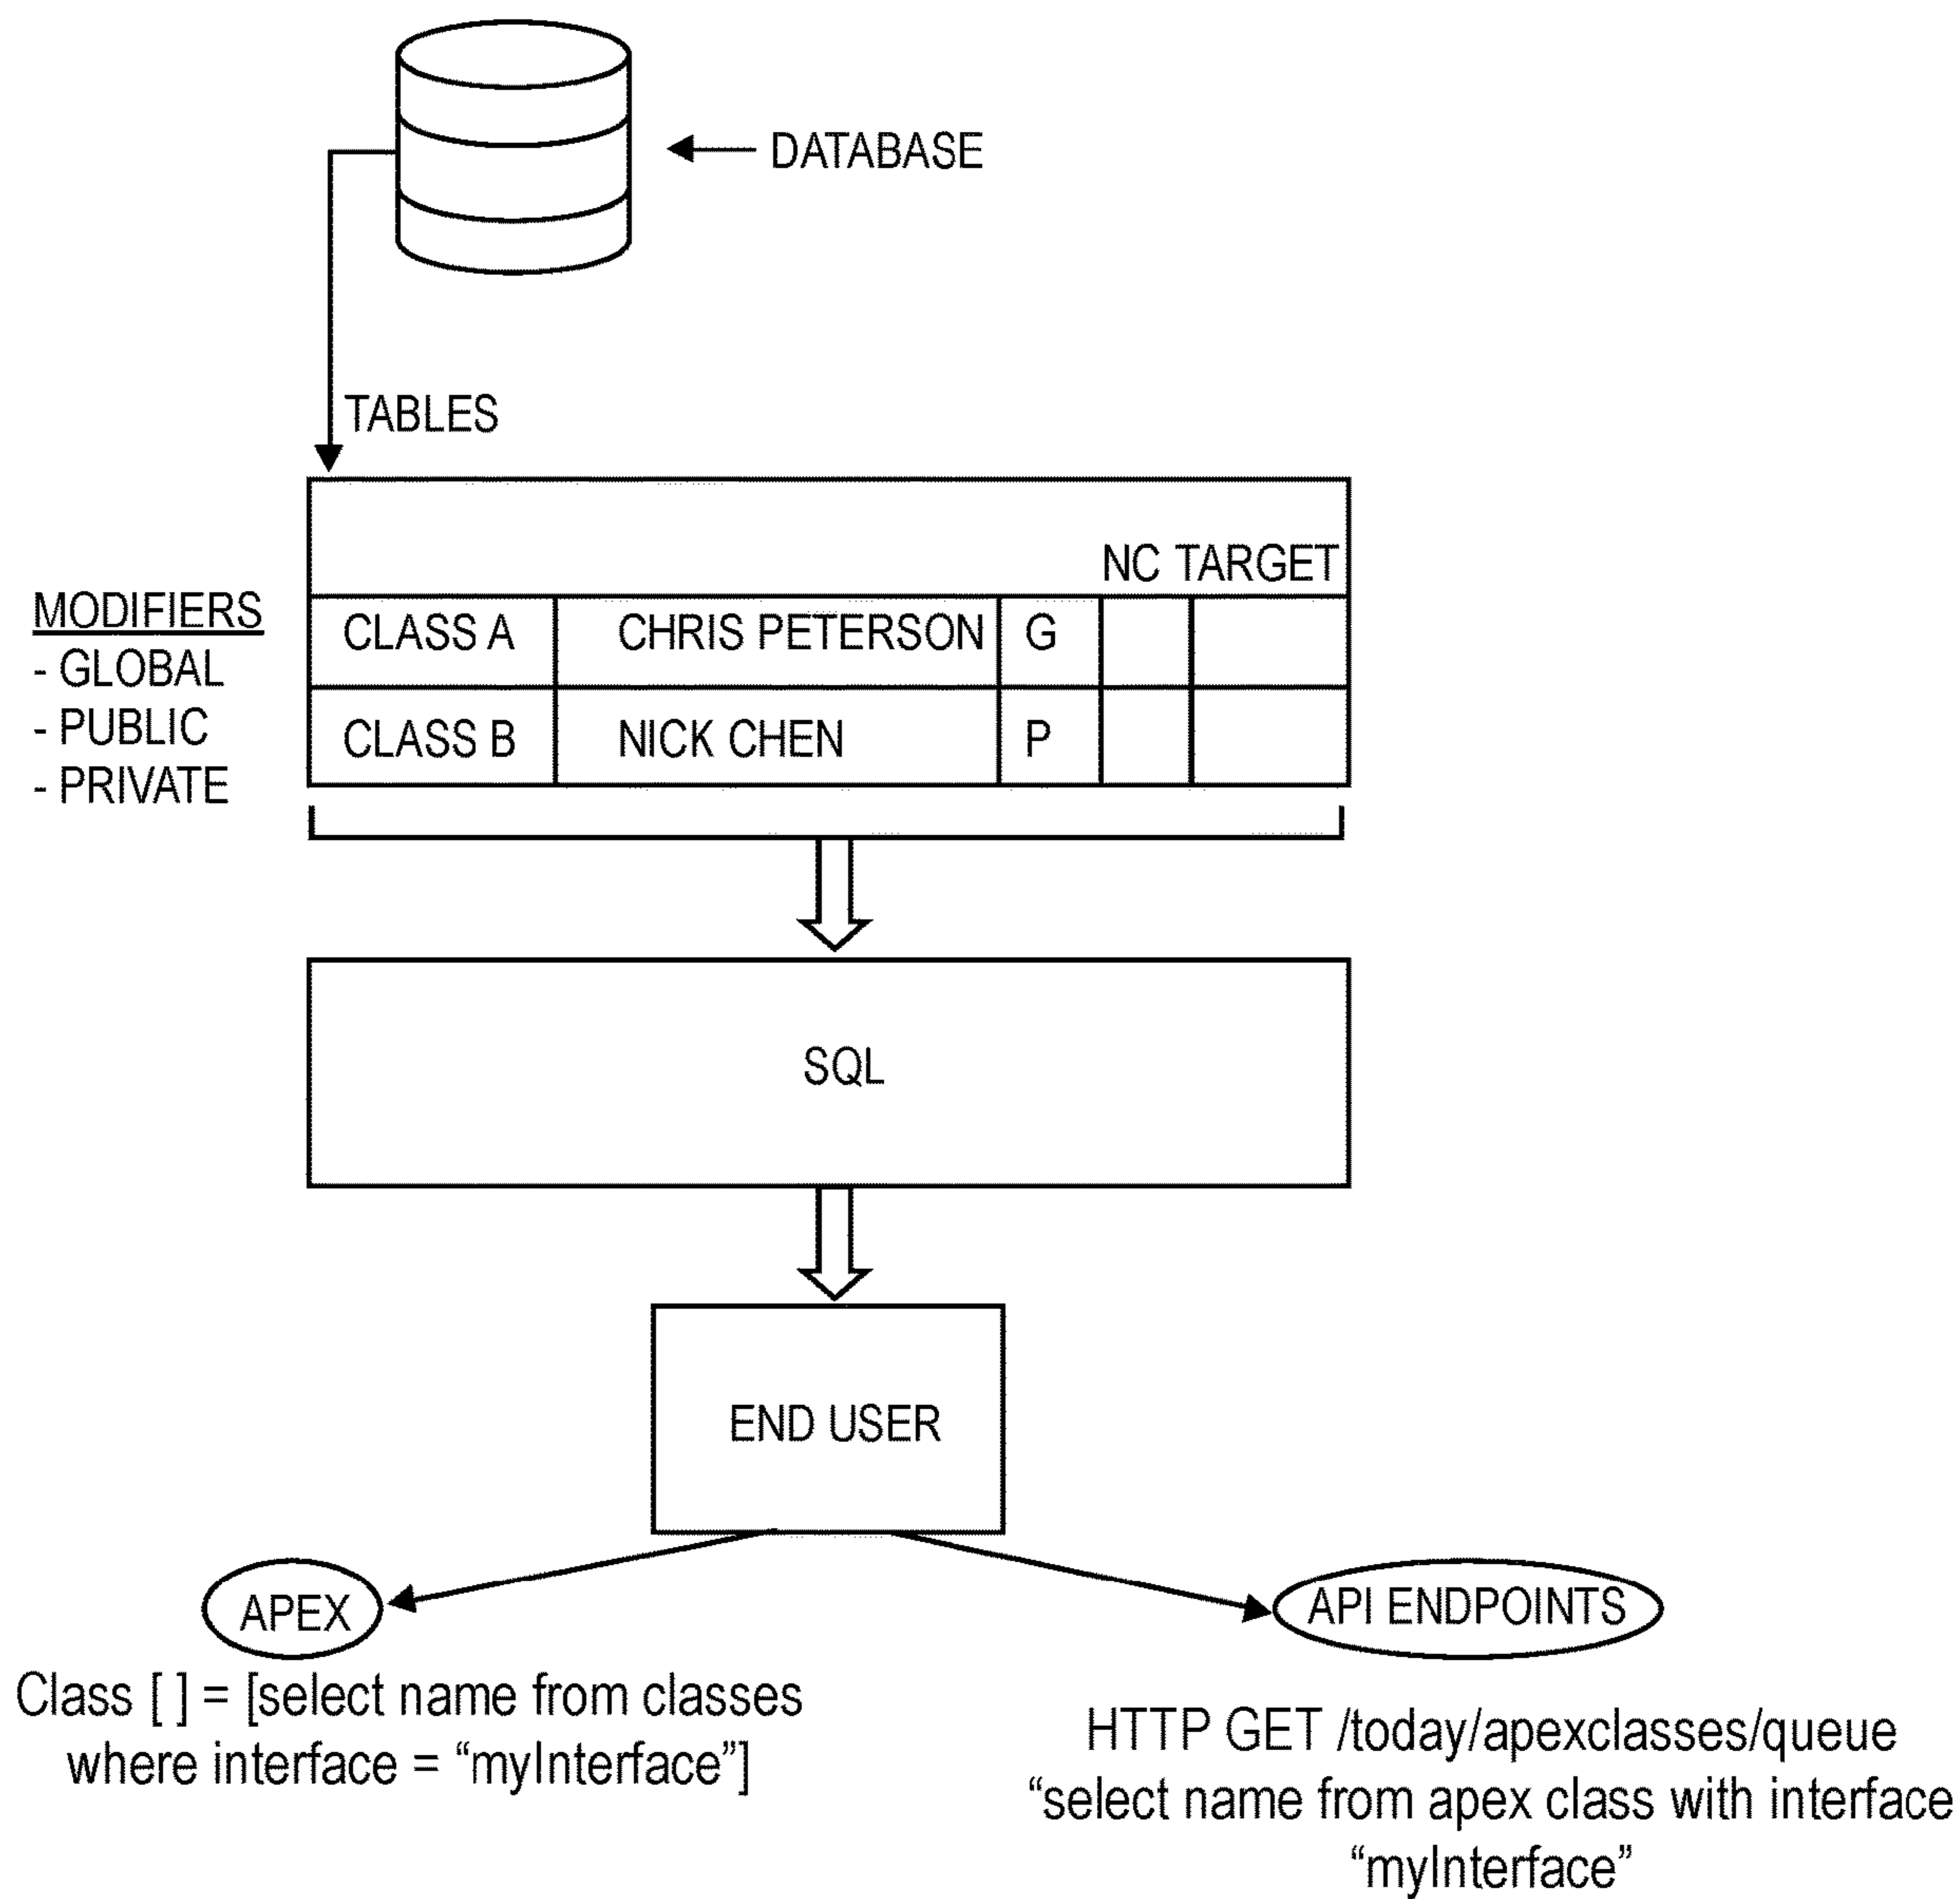 DATABASE
TABLES
NC TARGET
MODIFIERS
- GLOBAL
- PUBLIC
- PRIVATE
CLASS A CHRIS PETERSON G
CLASS B NICK CHEN P
SQL
END USER
APEX
Class [ ] = [select name from classes
where interface = “myInterface”]
API ENDPOINTS
HTTP GET /today/apexclasses/queue
“select name from apex class with interface
“myInterface”